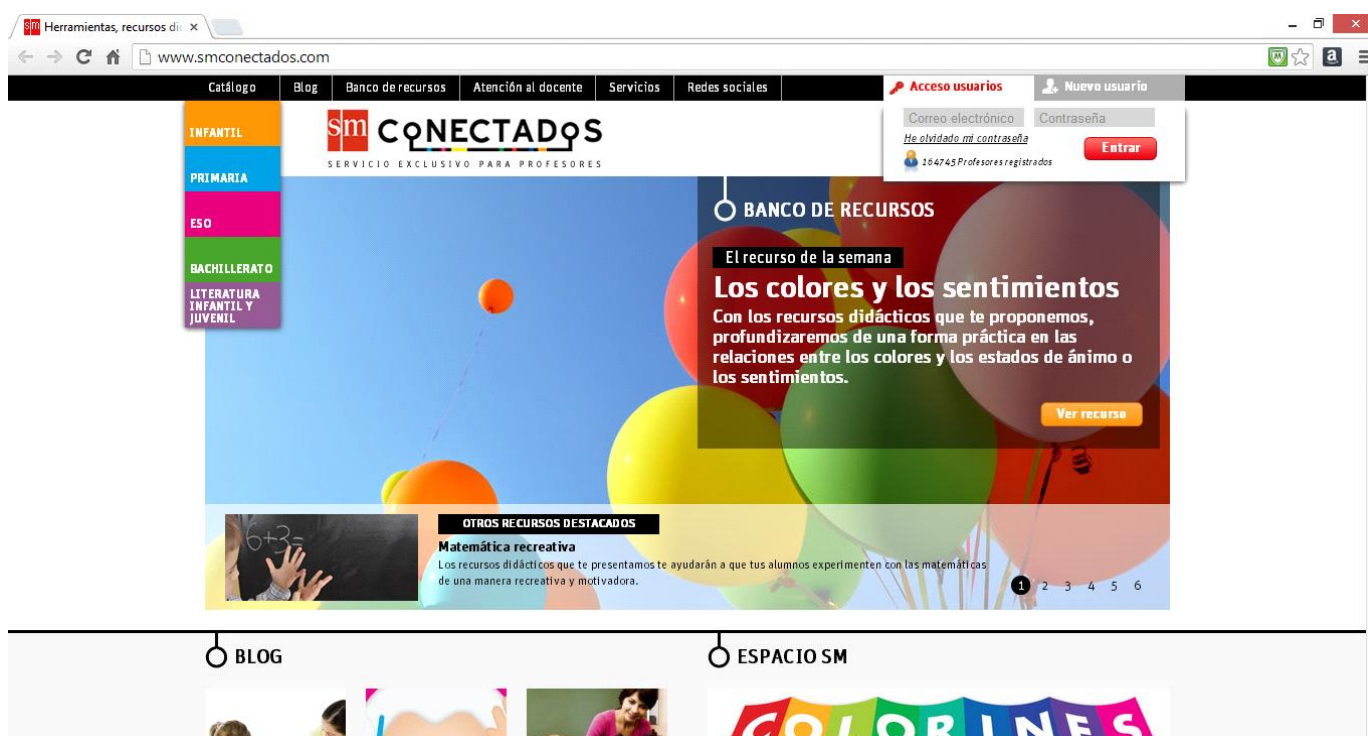 sm Herramientas, recursos di
www.smconectados.com
Catálogo Blog Banco de recursos Atención al docente Servicios Redes sociales Acceso usuarios Nuevo usuario
INFANTIL
PRIMARIA
ESO
BACHILLERATO
LITERATURA
INFANTIL Y
JUVENIL
sm CONECTADOS
SERVICIO EXCLUSIVO PARA PROFESORES
Correo electrónico Contraseña
He olvidado mi contraseña
Entrar
164745 Profesores registrados
BANCO DE RECURSOS
El recurso de la semana
Los colores y los sentimientos
Con los recursos didácticos que te proponemos,
profundizaremos de una forma práctica en las
relaciones entre los colores y los estados de ánimo o
los sentimientos.
Ver recurso
6+3=
OTROS RECURSOS DESTACADOS
Matemática recreativa
Los recursos didácticos que te presentamos te ayudarán a que tus alumnos experimenten con las matemáticas
de una manera recreativa y motivadora.
1 2 3 4 5 6
BLOG
ESPACIO SM
COLORINES